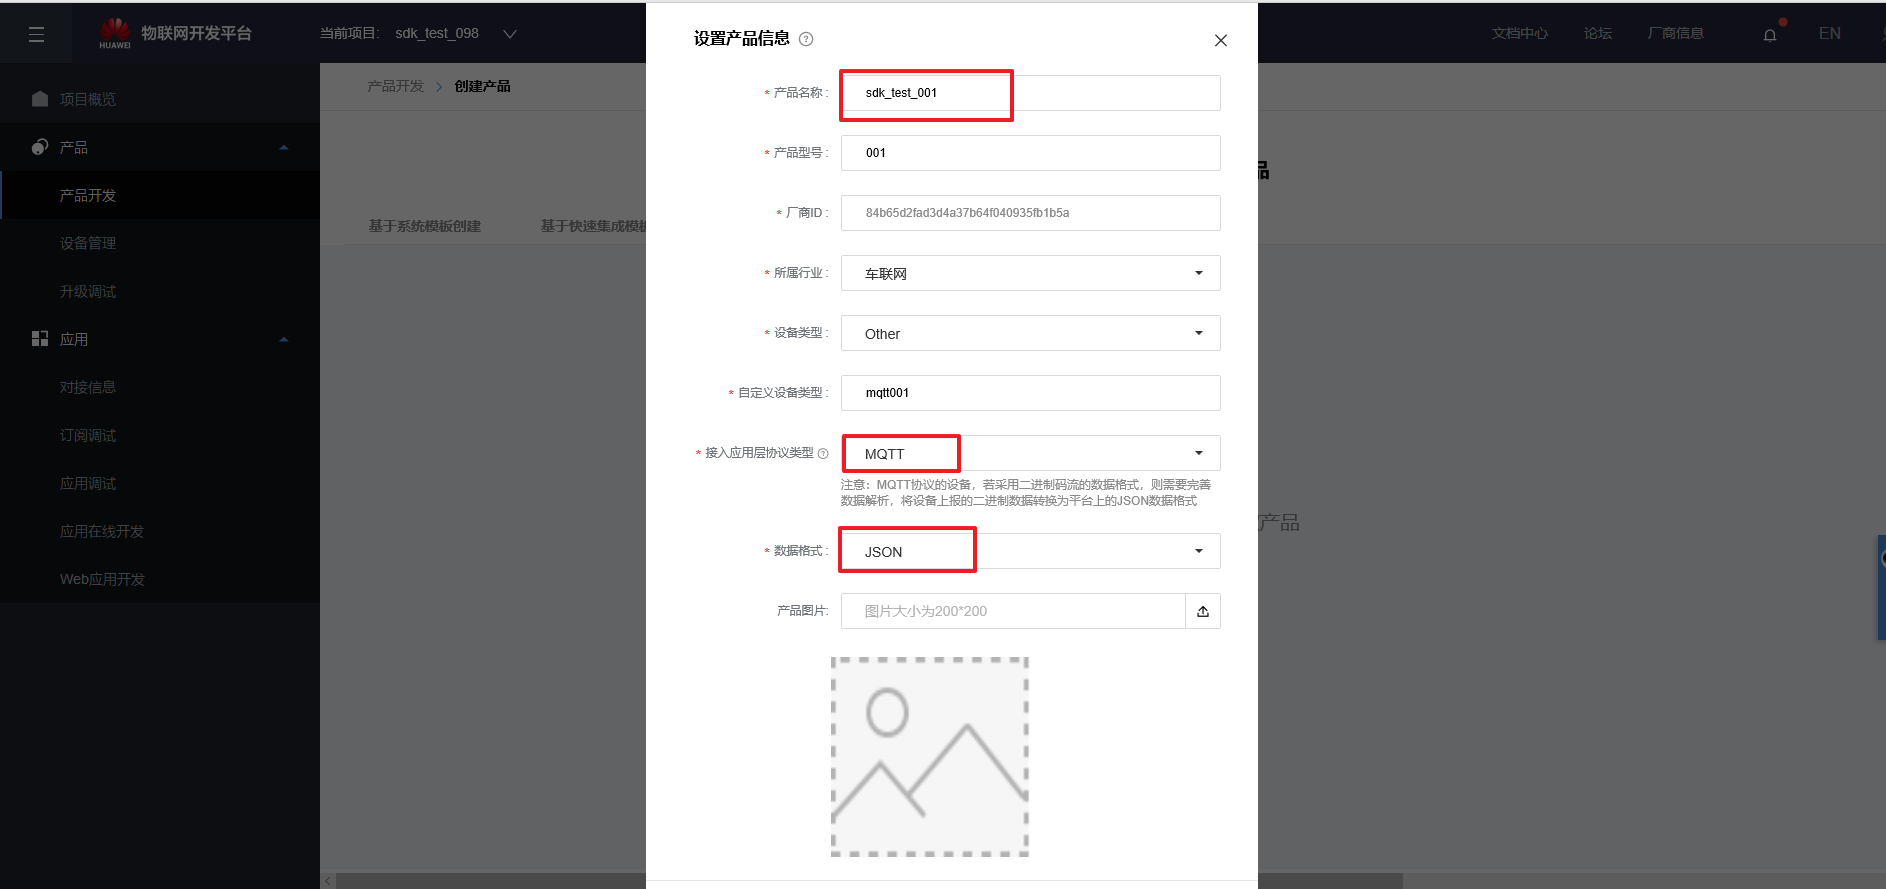 HUAWEI
物联网开发平台
当前项目: sdk_test_098
文档中心
论坛
厂商信息
EN
项目概览
产品
产品开发
设备管理
升级调试
应用
对接信息
订阅调试
应用调试
应用在线开发
Web应用开发
产品开发 > 创建产品
基于系统模板创建
基于快速集成模板
设置产品信息 ?
* 产品名称 : sdk_test_001
* 产品型号 : 001
* 厂商ID : 84b65d2fad3d4a37b64f040935fb1b5a
* 所属行业 : 车联网
* 设备类型 : Other
* 自定义设备类型 : mqtt001
* 接入应用层协议类型 ? MQTT
注意：MQTT协议的设备，若采用二进制码流的数据格式，则需要完善
数据解析，将设备上报的二进制数据转换为平台上的JSON数据格式
* 数据格式 : JSON
产品图片: 图片大小为200*200
品
产品